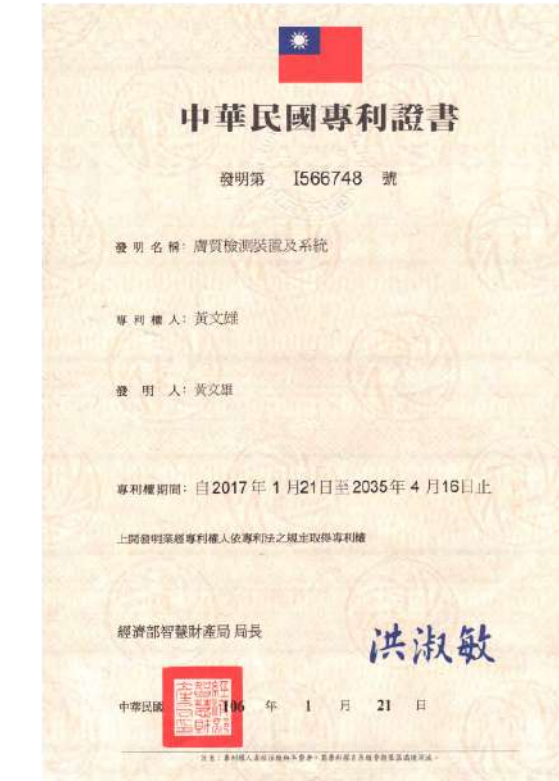 中華民國專利證書
發明第 I566748 號
發明名稱：膚質檢測裝置及系統
專利權人：黃文雄
發明人：黃文雄
專利權期間：自2017年1月21日至2035年4月16日止
上開發明業經專利權人依專利法之規定取得專利權
經濟部智慧財產局 局長
洪淑敏
中華民國 106 年 1 月 21 日